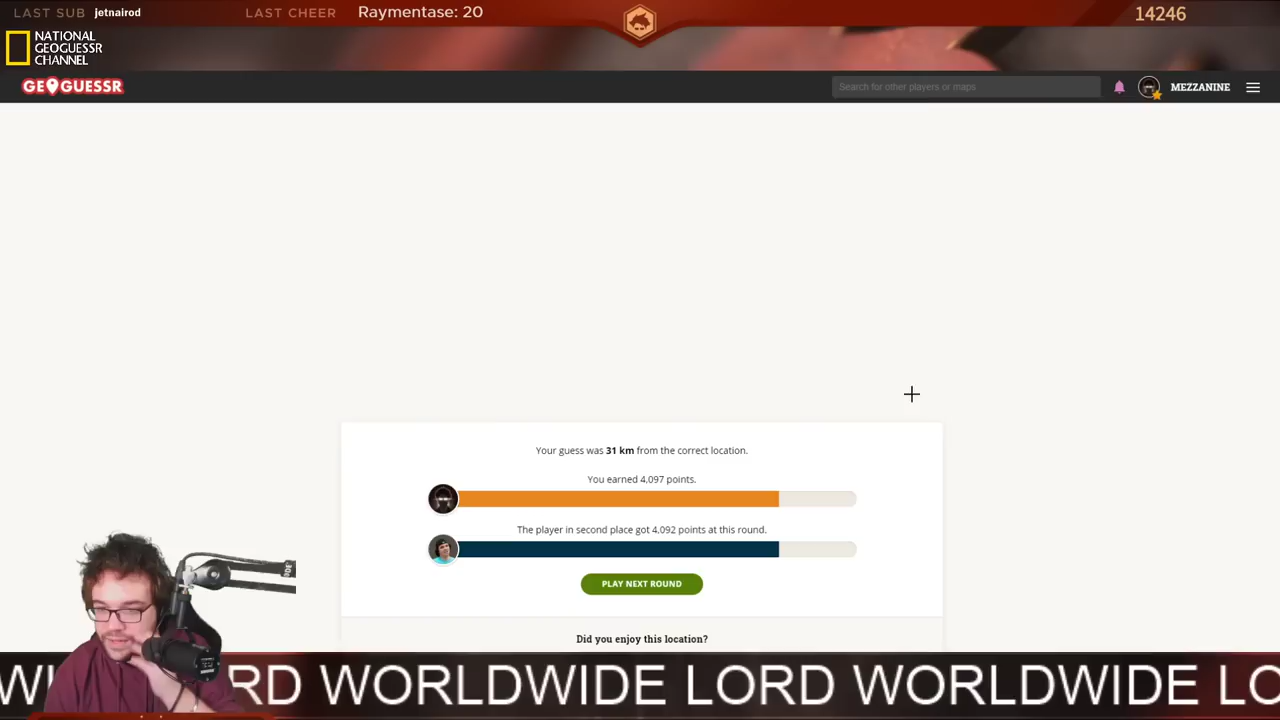 LAST SUB jetnairod LAST CHEER Raymentase: 20 14246
NATIONAL
GEOGUESSR
CHANNEL
GEOGUESSR Search for other players or maps MEZZANINE
Your guess was 31 km from the correct location.
You earned 4,097 points.
The player in second place got 4,092 points at this round.
PLAY NEXT ROUND
Did you enjoy this location?
WI RD WORLDWIDE LORD WORLDWIDE LO